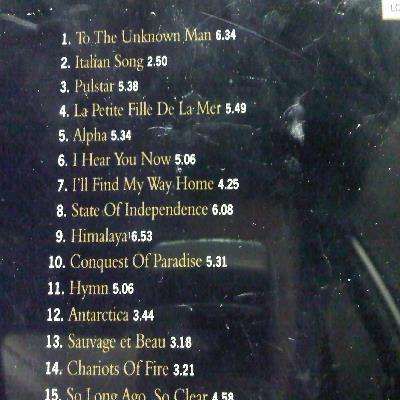 1. To The Unknown Man 6.34
2. Italian Song 2.50
3. Pulstar 5.38
4. La Petite Fille De La Mer 5.49
5. Alpha 5.34
6. I Hear You Now 5.06
7. I'll Find My Way Home 4.25
8. State Of Independence 6.08
9. Himalaya 6.53
10. Conquest Of Paradise 5.31
11. Hymn 5.06
12. Antarctica 3.44
13. Sauvage et Beau 3.18
14. Chariots Of Fire 3.21
15. So Long Ago, So Clear 4.58